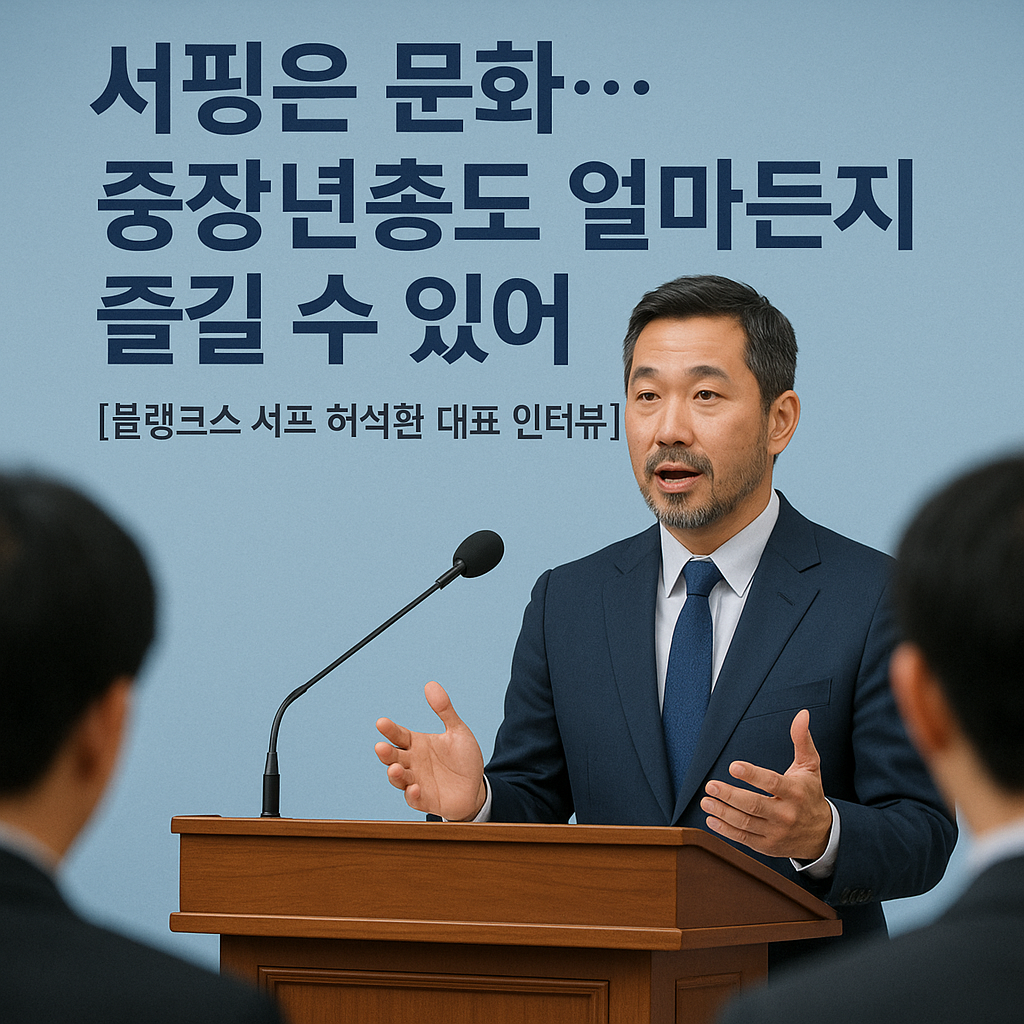 서핑은 문화…
중장년총도 얼마든지
즐길 수 있어
[블랭크스 서프 허석환 대표 인터뷰]